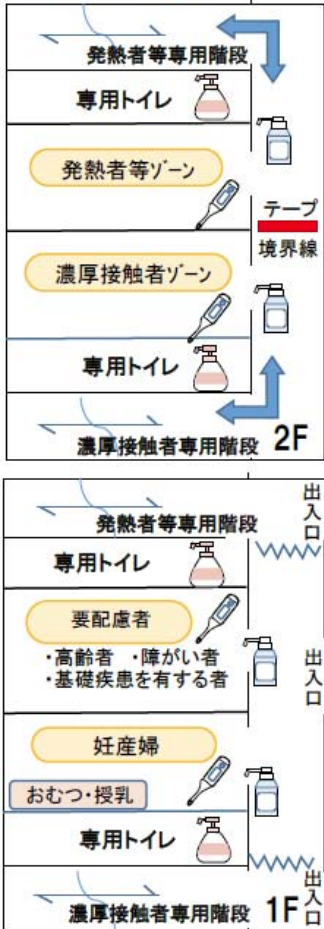 発熱者等専用階段
専用トイレ
発熱者等ゾーン
テープ
境界線
濃厚接触者ゾーン
専用トイレ
濃厚接触者専用階段
2F
出入口
発熱者等専用階段
専用トイレ
要配慮者
・高齢者 ・障がい者
・基礎疾患を有する者
出入口
妊産婦
おむつ・授乳
専用トイレ
出入口
濃厚接触者専用階段
1F